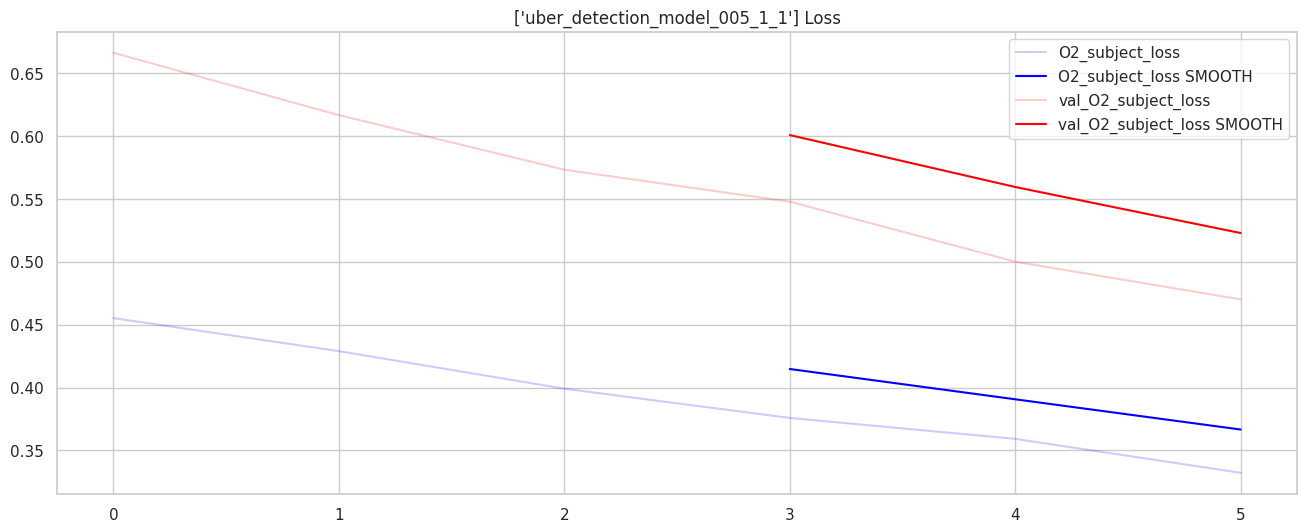 ['uber_detection_model_005_1_1'] Loss
O2_subject_loss
O2_subject_loss SMOOTH
val_O2_subject_loss
val_O2_subject_loss SMOOTH
0.65
0.60
0.55
0.50
0.45
0.40
0.35
0 1 2 3 4 5